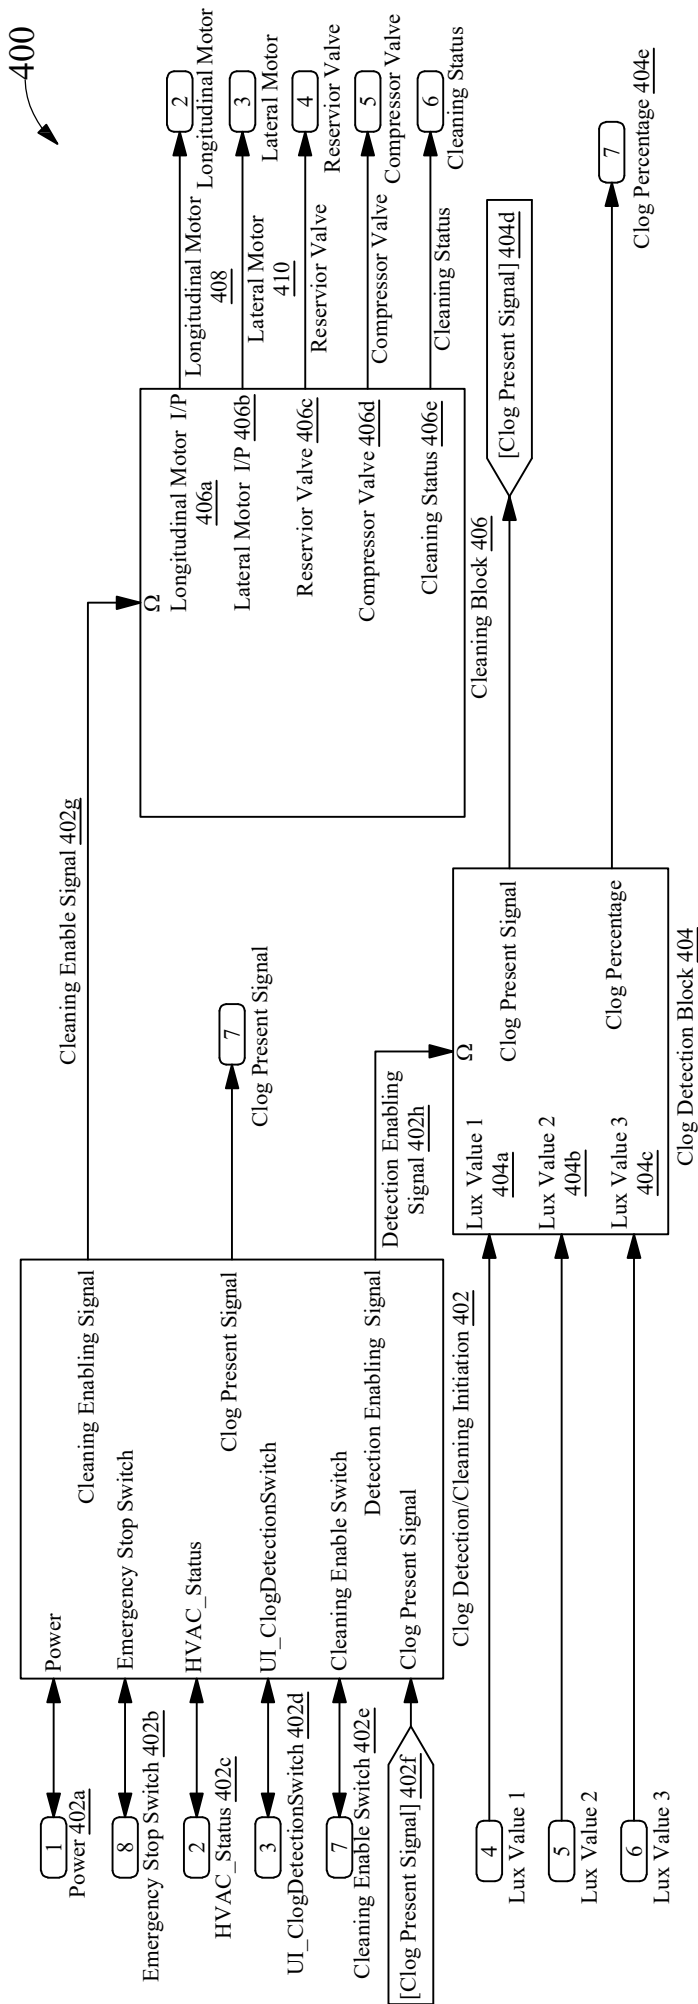 400
1
Power 402a
8
Emergency Stop Switch 402b
2
HVAC_Status 402c
3
UI_ClogDetectionSwitch 402d
7
Cleaning Enable Switch 402e
[Clog Present Signal] 402f
Power
Emergency Stop Switch
HVAC_Status
UI_ClogDetectionSwitch
Cleaning Enable Switch
Clog Present Signal
Cleaning Enabling Signal
Clog Present Signal
Detection Enabling Signal
Clog Detection/Cleaning Initiation 402
Cleaning Enable Signal 402g
7
Clog Present Signal
Detection Enabling
Signal 402h
4
Lux Value 1
5
Lux Value 2
6
Lux Value 3
Ω
Lux Value 1
404a
Lux Value 2
404b
Lux Value 3
404c
Clog Present Signal
Clog Percentage
Clog Detection Block 404
Ω
Longitudinal Motor I/P
406a
Lateral Motor I/P 406b
Reservior Valve 406c
Compressor Valve 406d
Cleaning Status 406e
Cleaning Block 406
Longitudinal Motor
408
Lateral Motor
410
Reservior Valve
Compressor Valve
Cleaning Status
2
Longitudinal Motor
3
Lateral Motor
4
Reservior Valve
5
Compressor Valve
6
Cleaning Status
[Clog Present Signal] 404d
7
Clog Percentage 404e